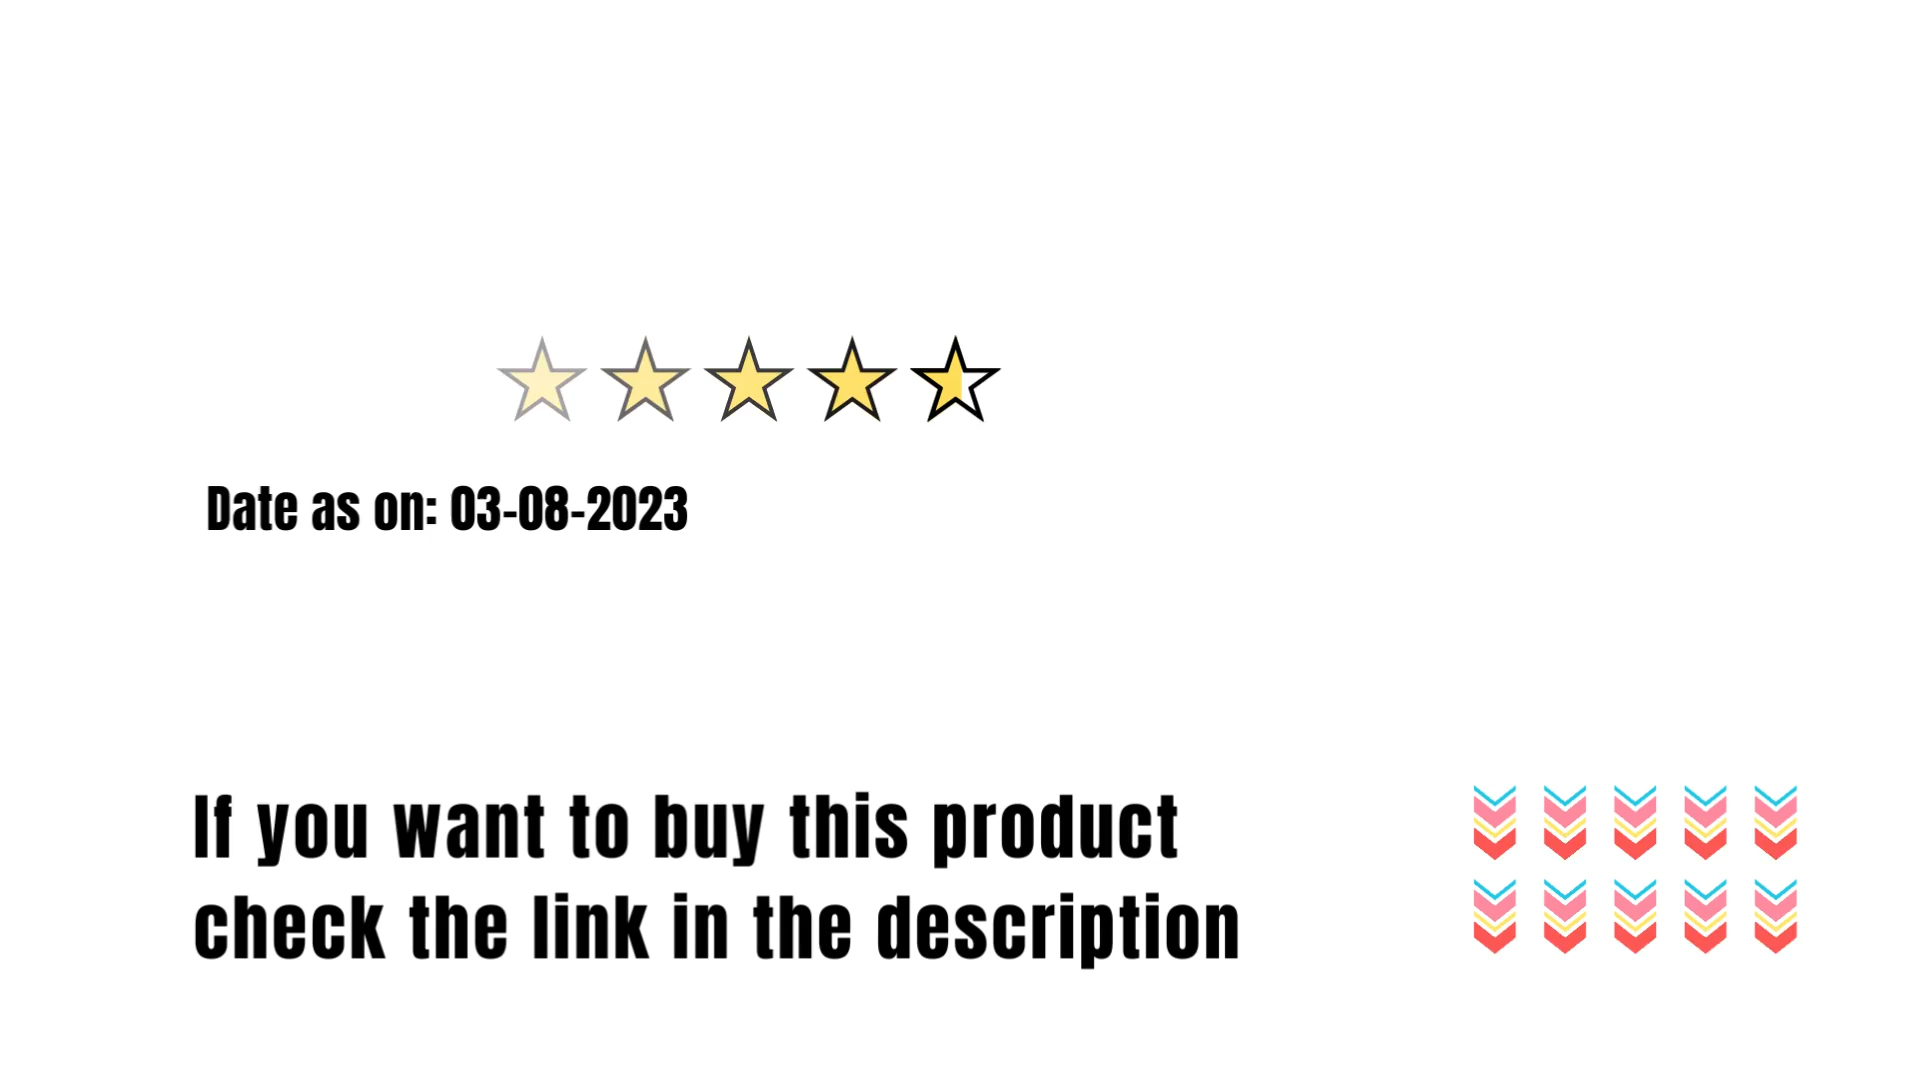 Date as on: 03-08-2023
If you want to buy this product
check the link in the description